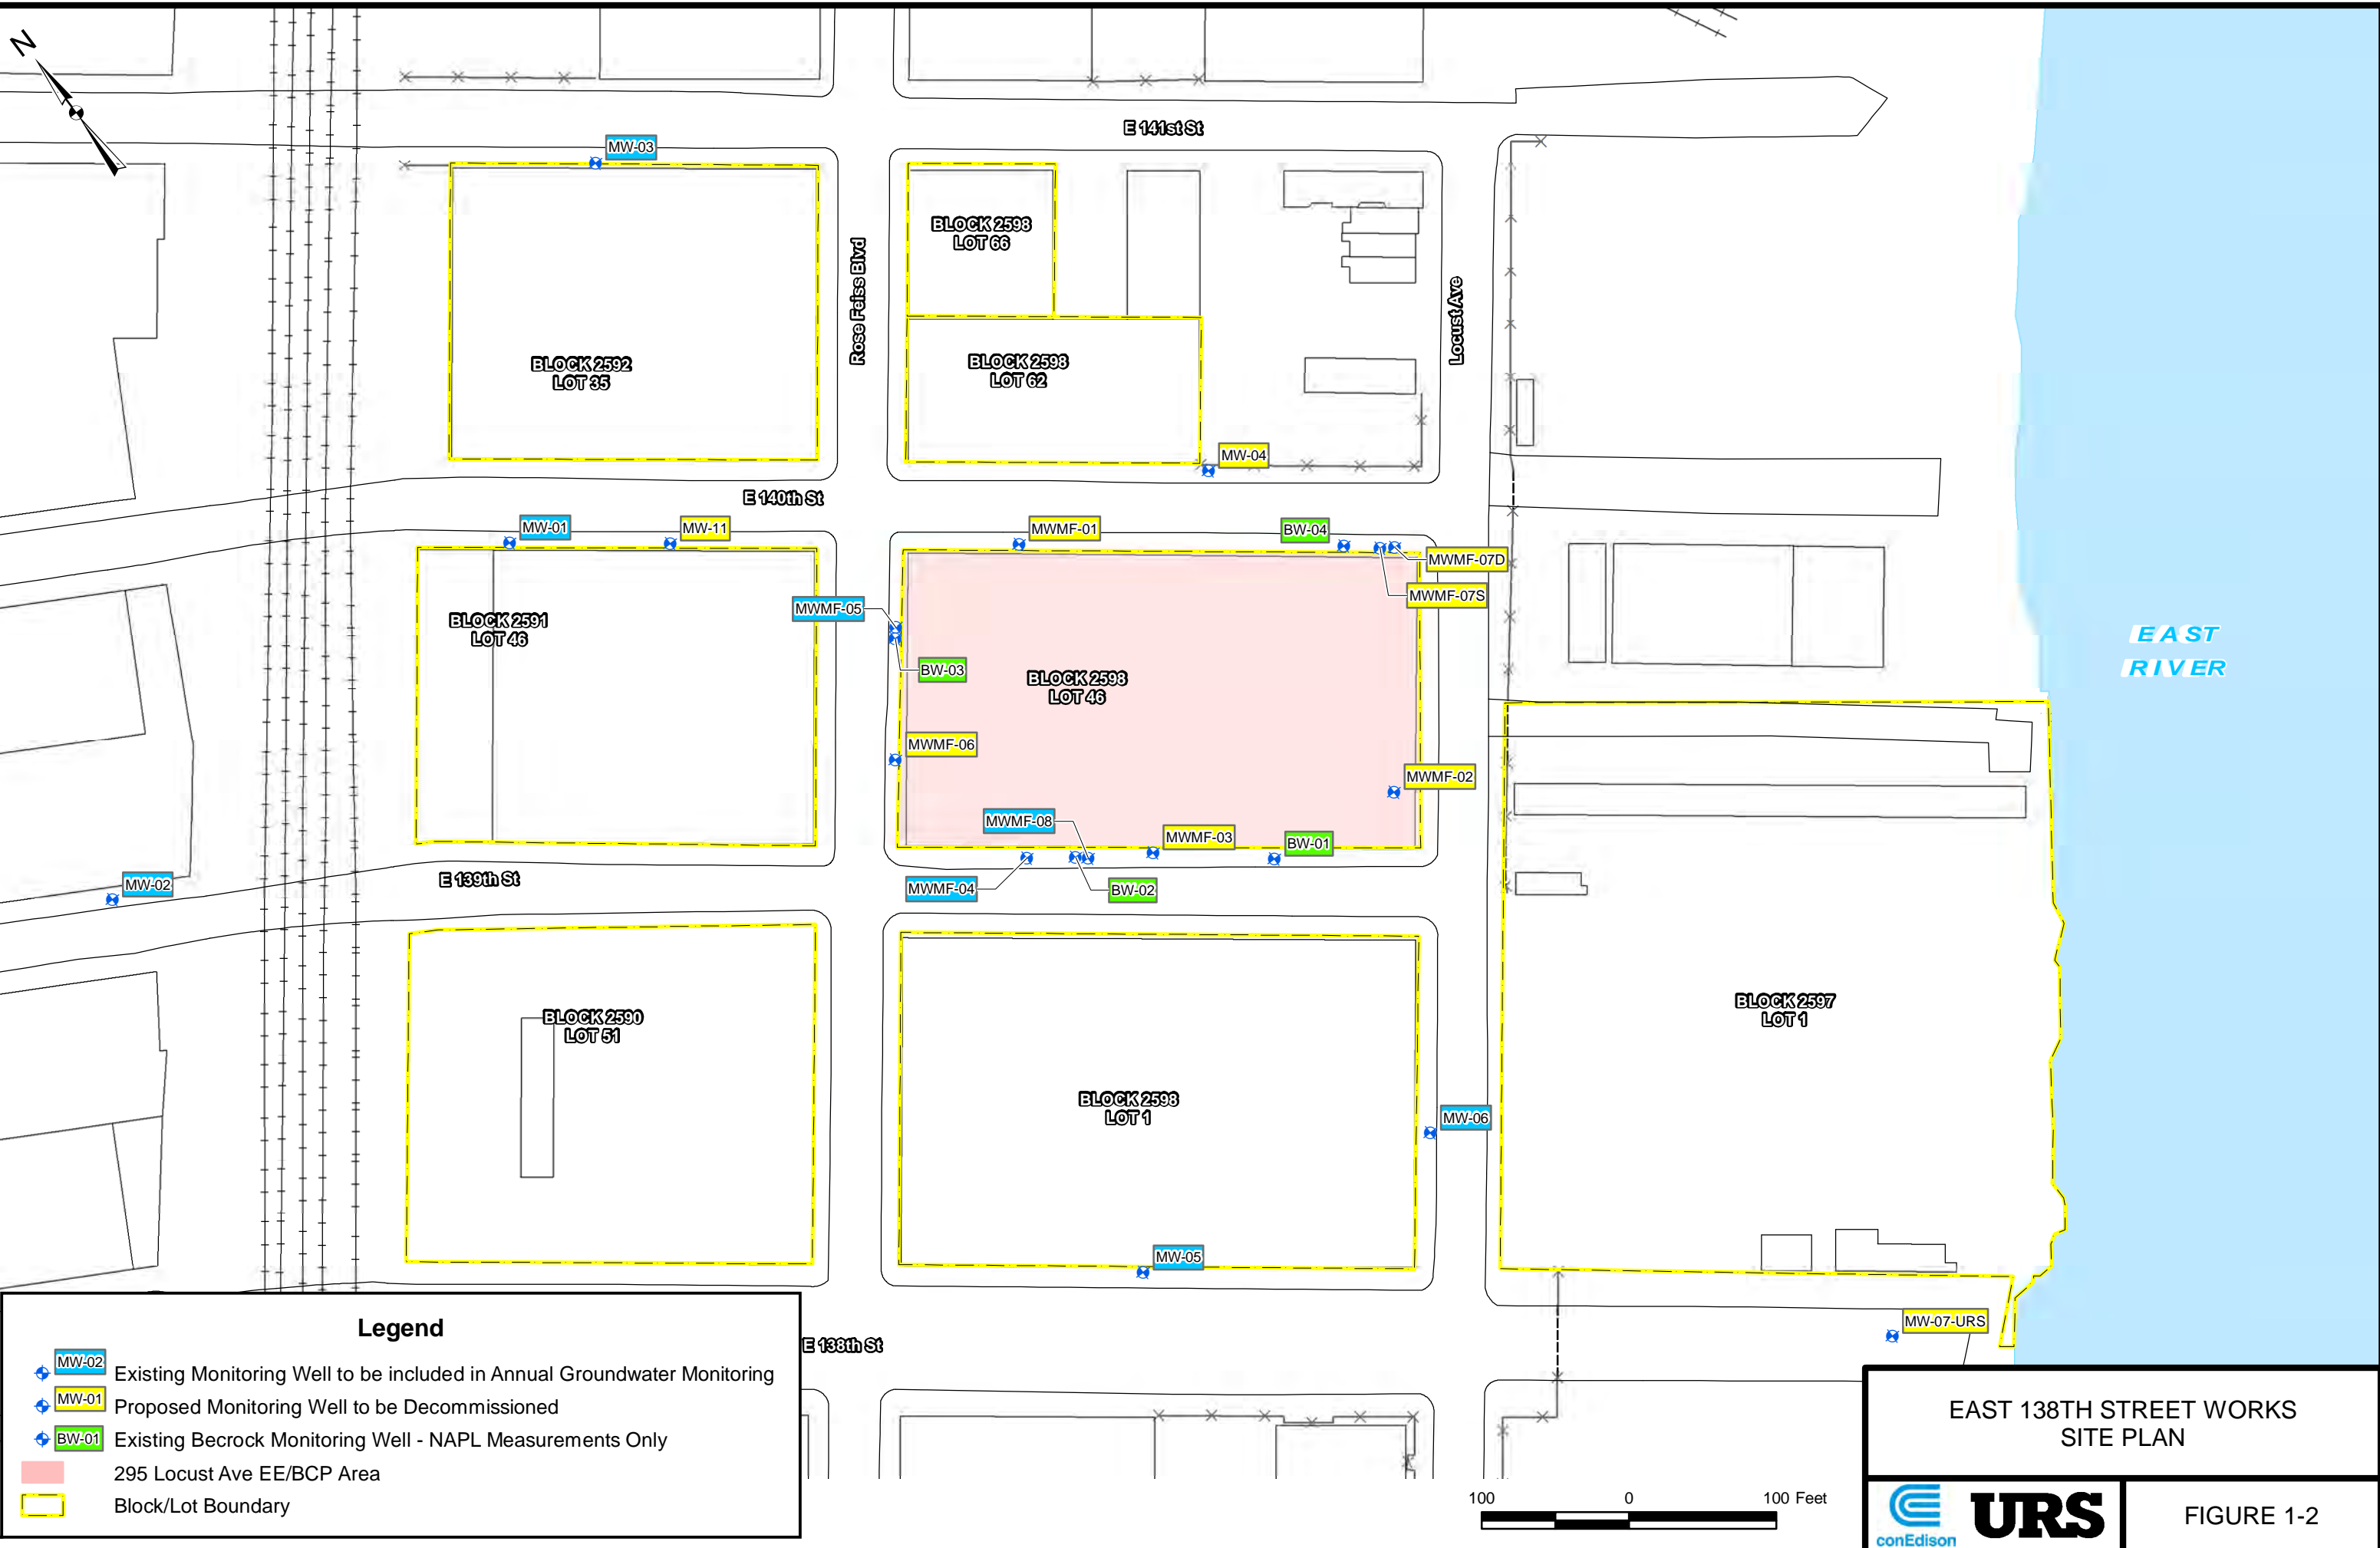 N
E 141st St
MW-03
BLOCK 2598
LOT 66
Rose Feiss Blvd
Locust Ave
BLOCK 2592
LOT 35
BLOCK 2598
LOT 62
MW-04
E 140th St
MW-01
MW-11
MWMF-01
BW-04
MWMF-07D
MWMF-07S
MWMF-05
BLOCK 2591
LOT 46
BW-03
BLOCK 2598
LOT 46
EAST
RIVER
MWMF-06
MWMF-02
MWMF-08
MWMF-03
BW-01
E 139th St
MW-02
MWMF-04
BW-02
BLOCK 2597
LOT 1
BLOCK 2590
LOT 51
BLOCK 2598
LOT 1
MW-06
MW-05
MW-07-URS
E 138th St
Legend
MW-02 Existing Monitoring Well to be included in Annual Groundwater Monitoring
MW-01 Proposed Monitoring Well to be Decommissioned
BW-01 Existing Becrock Monitoring Well - NAPL Measurements Only
295 Locust Ave EE/BCP Area
Block/Lot Boundary
100 0 100 Feet
EAST 138TH STREET WORKS
SITE PLAN
conEdison
URS
FIGURE 1-2